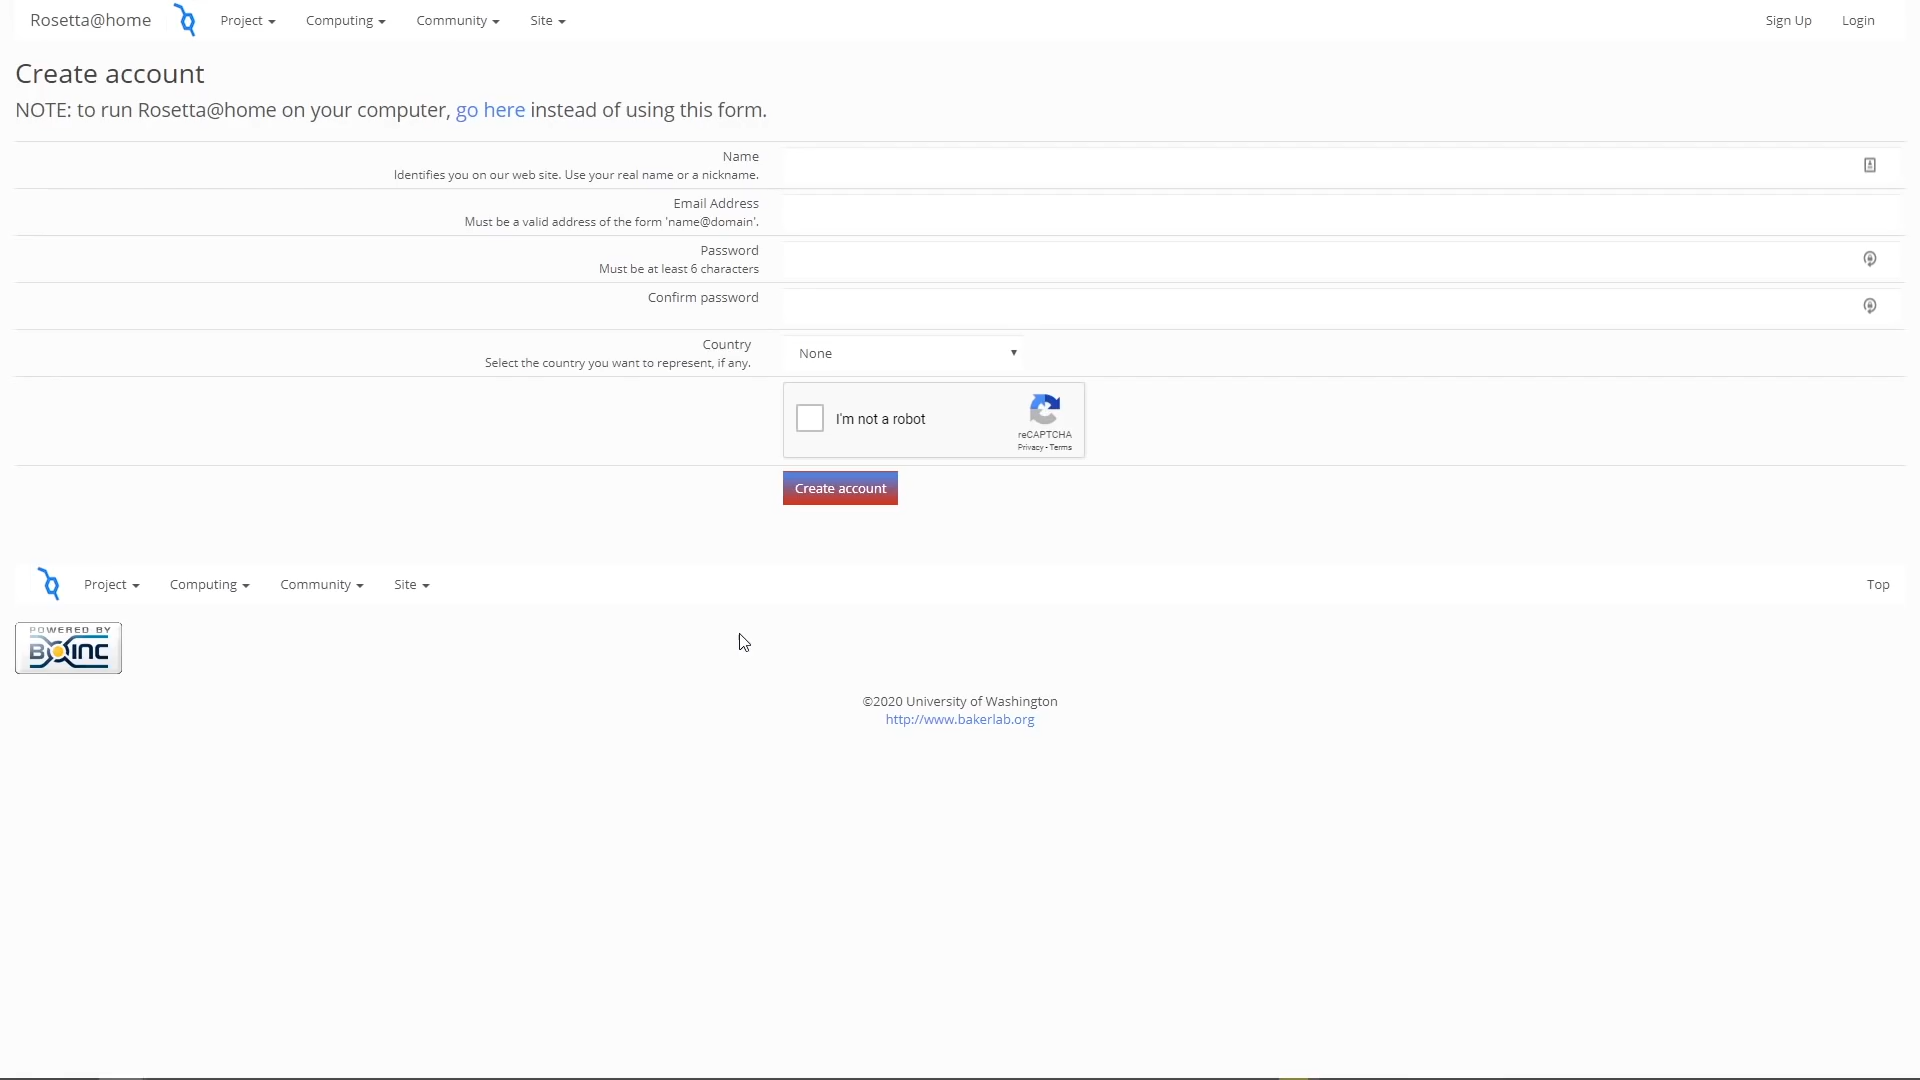 Rosetta@home Project Computing Community Site Sign Up Login
Create account
NOTE: to run Rosetta@home on your computer, go here instead of using this form.
Name
Identifies you on our web site. Use your real name or a nickname.
Email Address
Must be a valid address of the form 'name@domain'.
Password
Must be at least 6 characters
Confirm password
Country
None
Select the country you want to represent, if any.
I'm not a robot
reCAPTCHA
Privacy - Terms
Create account
Project Computing Community Site Top
POWERED BY
BOINC
©2020 University of Washington
http://www.bakerlab.org